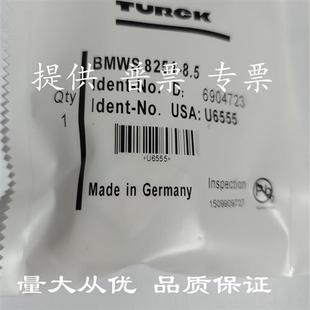 TURCK
BMWS 8251-8.5
提供 普票 专票
Ident-No. D: 6904723
Qty
1
Ident-No. USA: U6555
*U6555*
Made in Germany
Inspection
Pb
1509909727
量大从优 品质保证